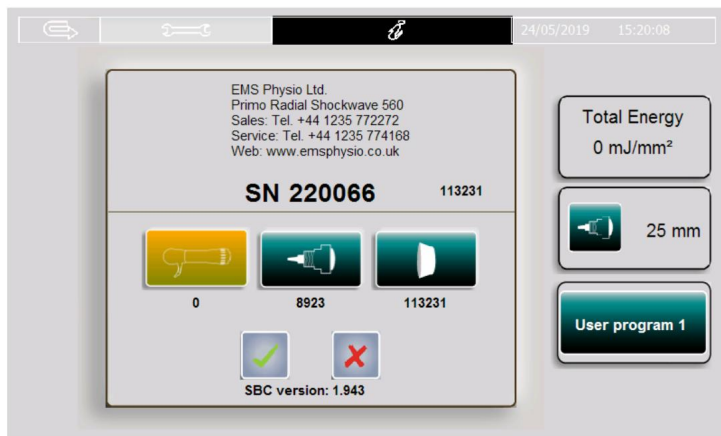 24/05/2019 15:20:08
EMS Physio Ltd.
Primo Radial Shockwave 560
Sales: Tel. +44 1235 772272
Service: Tel. +44 1235 774168
Web: www.emsphysio.co.uk
SN 220066 113231
0 8923 113231
SBC version: 1.943
Total Energy
0 mJ/mm²
25 mm
User program 1